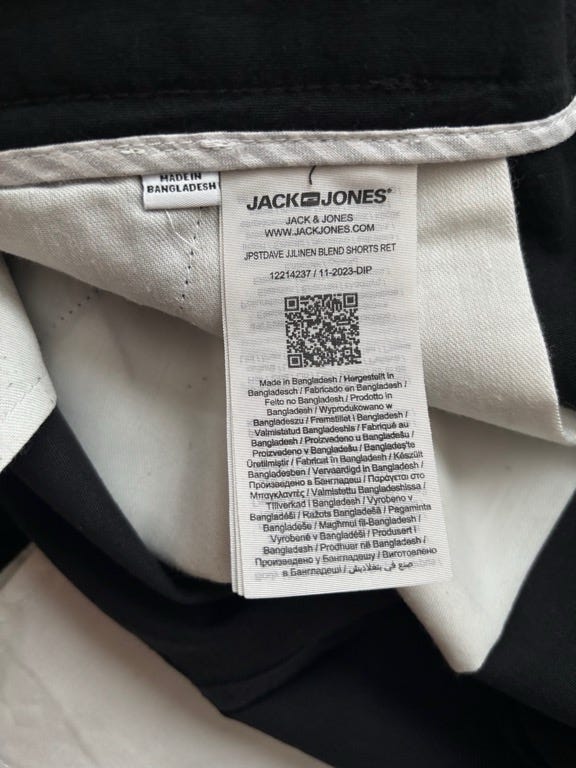 MADE IN
BANGLADESH
JACK JONES®
JACK & JONES
WWW.JACKJONES.COM
JPSTDAVE JJLINEN BLEND SHORTS RET
12214237 / 11-2023-DIP
Made in Bangladesh / Hergestellt in
Bangladesch / Fabricado en Bangladesh /
Feito no Bangladesh / Prodotto in
Bangladesh / Wyprodukowano w
Bangladeszu / Fremstillet i Bangladesh /
Valmistatud Bangladeshis / Fabriqué au
Bangladesh / Proizvedeno u Bangladešu /
Proizvedeno v Bangladešu / Bangladeş'te
Üretilmiştir / Fabricat în Bangladesh / Készült
Bangladesben / Vervaardigd in Bangladesh /
Произведено в Бангладеш / Παράγεται στο
Μπαγκλαντές / Valmistettu Bangladeshissa /
Tillverkad i Bangladesh / Vyrobeno v
Bangladéši / Ražots Bangladešā / Pagaminta
Bangladeše / Magħmul fil-Bangladesh /
Vyrobené v Bangladéši / Produsert i
Bangladesh / Prodhuar në Bangladesh /
Произведено у Бангладешу / Виготовлено
в Бангладеші / صنع في بنغلاديش